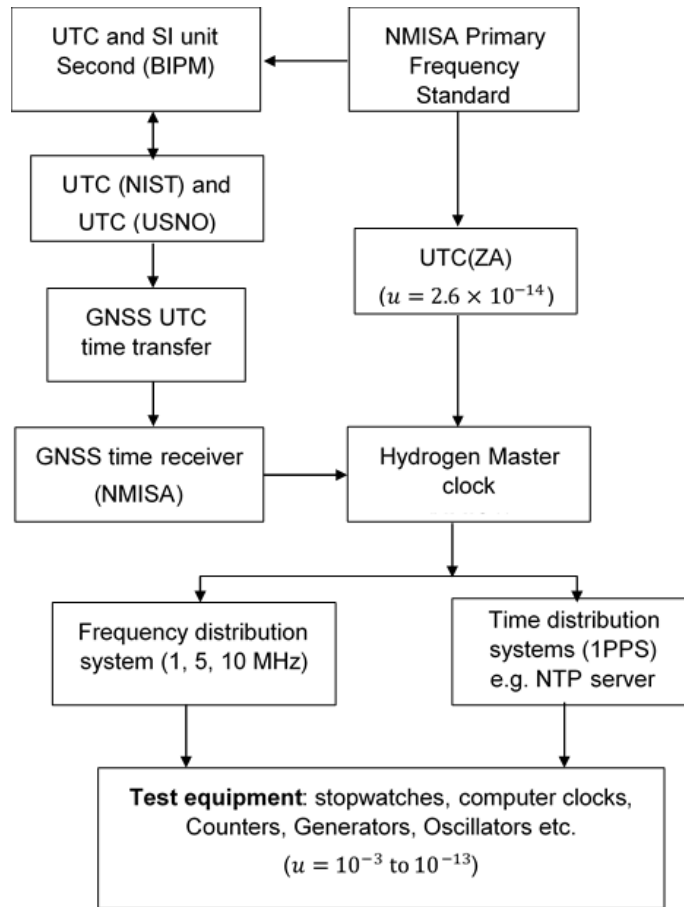 UTC and SI unit
Second (BIPM)
NMISA Primary
Frequency
Standard
UTC (NIST) and
UTC (USNO)
UTC(ZA)
(u = 2.6 × 10⁻¹⁴)
GNSS UTC
time transfer
GNSS time receiver
(NMISA)
Hydrogen Master
clock
Frequency distribution
system (1, 5, 10 MHz)
Time distribution
systems (1PPS)
e.g. NTP server
Test equipment: stopwatches, computer clocks,
Counters, Generators, Oscillators etc.
(u = 10⁻³ to 10⁻¹³)